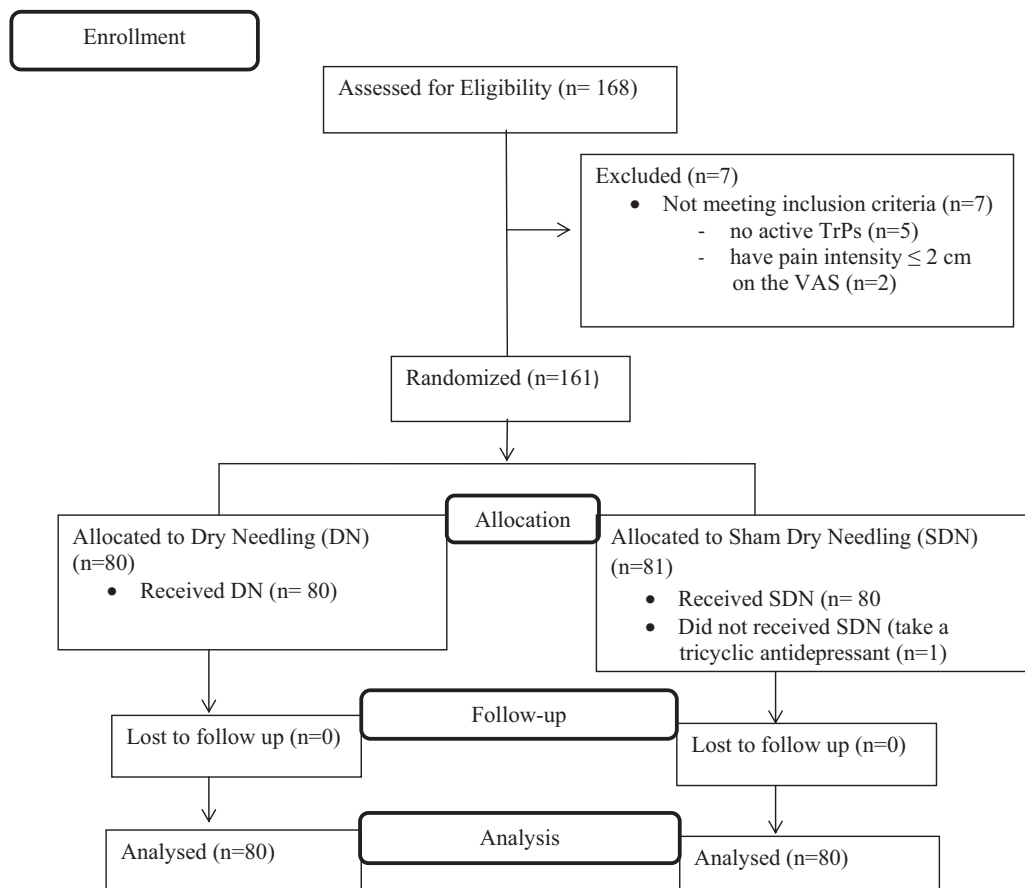 Enrollment
Assessed for Eligibility (n= 168)
Excluded (n=7)
• Not meeting inclusion criteria (n=7)
- no active TrPs (n=5)
- have pain intensity ≤ 2 cm
on the VAS (n=2)
Randomized (n=161)
Allocation
Allocated to Dry Needling (DN)
(n=80)
• Received DN (n= 80)
Allocated to Sham Dry Needling (SDN)
(n=81)
• Received SDN (n= 80
• Did not received SDN (take a
tricyclic antidepressant (n=1)
Follow-up
Lost to follow up (n=0)
Lost to follow up (n=0)
Analysis
Analysed (n=80)
Analysed (n=80)